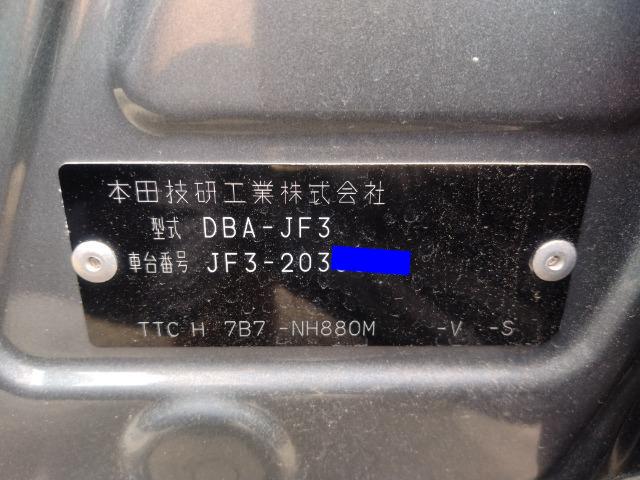 本田技研工業株式会社
型式 DBA-JF3
車台番号 JF3-203
TTC H 7B7 -NH880M -V -S